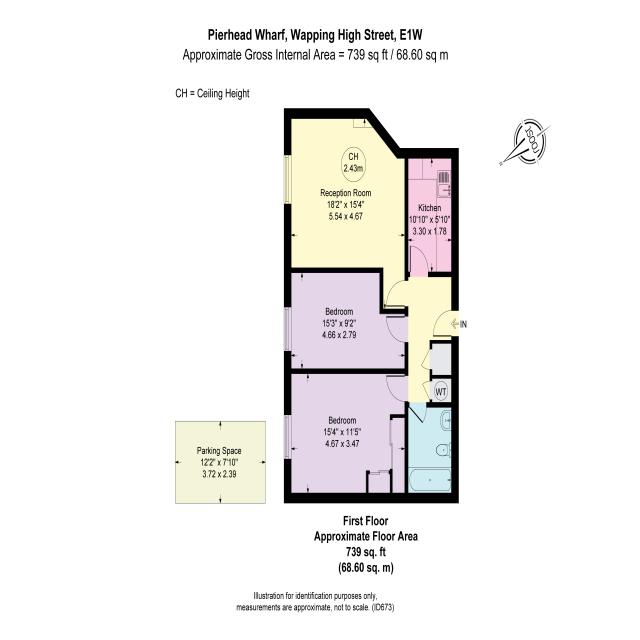 Pierhead Wharf, Wapping High Street, E1W
Approximate Gross Internal Area = 739 sq ft / 68.60 sq m
CH = Ceiling Height
CH
2.43m
Reception Room
18'2" x 15'4"
5.54 x 4.67
Kitchen
10'10" x 5'10"
3.30 x 1.78
IN
Bedroom
15'3" x 9'2"
4.66 x 2.79
WT
Bedroom
15'4" x 11'5"
4.67 x 3.47
Parking Space
12'2" x 7'10"
3.72 x 2.39
First Floor
Approximate Floor Area
739 sq. ft
(68.60 sq. m)
Illustration for identification purposes only,
measurements are approximate, not to scale. (ID673)